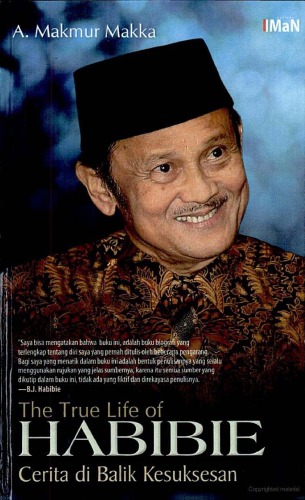 A. Makmur Makka
IMaN
"Saya bisa mengatakan bahwa buku ini, adalah buku biografi yang
terlengkap tentang diri saya yang pernah ditulis oleh beberapa pengarang.
Bagi saya yang menarik dalam buku ini adalah bentuk penulisannya yang selalu
menggunakan rujukan yang jelas sumbernya, karena itu semua sumber yang
dikutip dalam buku ini, tidak ada yang fiktif dan direkayasa penulisnya.
—B.J. Habibie
The True Life of
HABIBIE
Cerita di Balik Kesuksesan
Copyrighted material